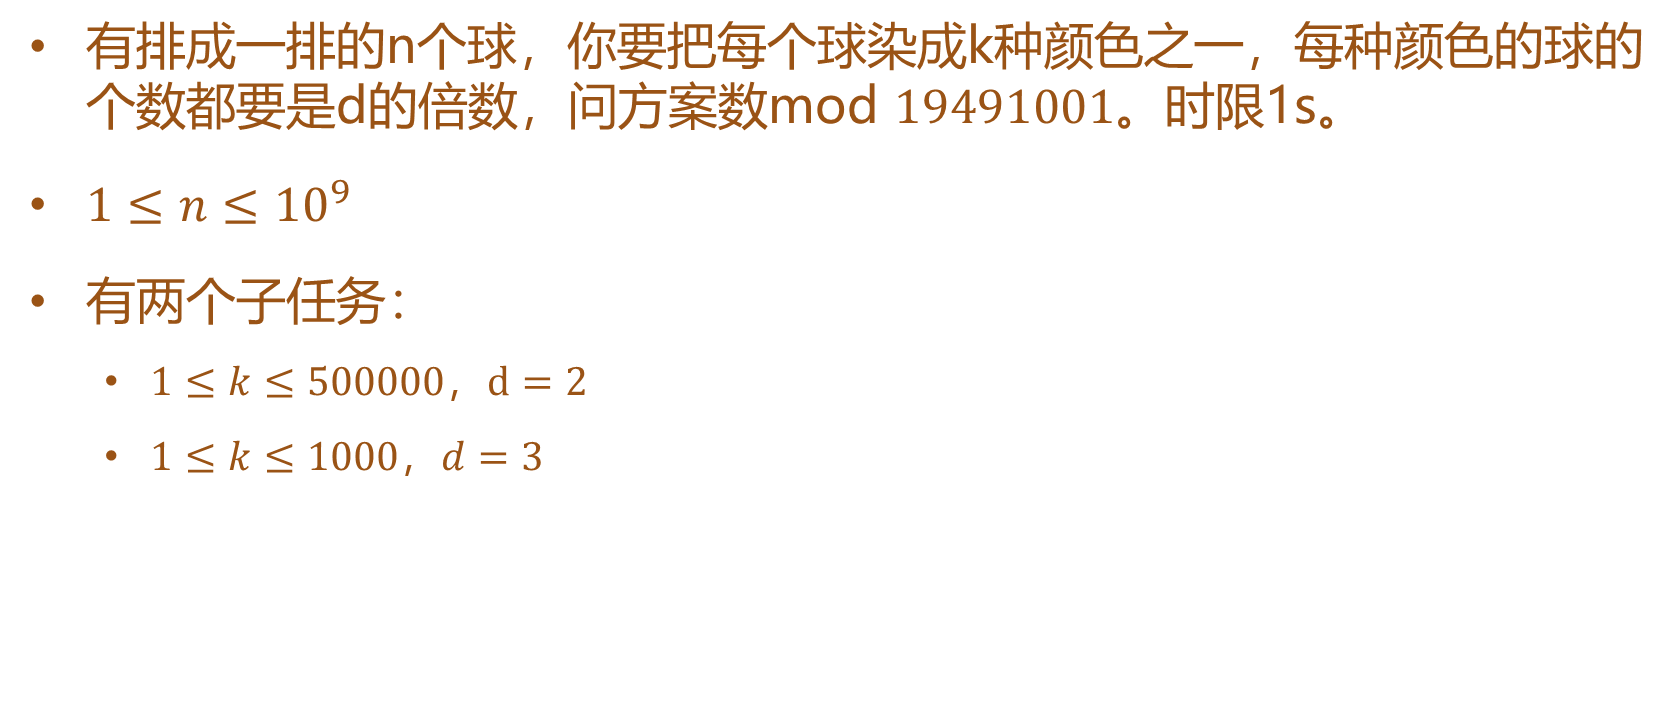 • 有排成一排的n个球，你要把每个球染成k种颜色之一，每种颜色的球的
个数都要是d的倍数，问方案数mod 19491001。时限1s。
• 1 ≤ n ≤ 10⁹
• 有两个子任务：
• 1 ≤ k ≤ 500000，d = 2
• 1 ≤ k ≤ 1000，d = 3